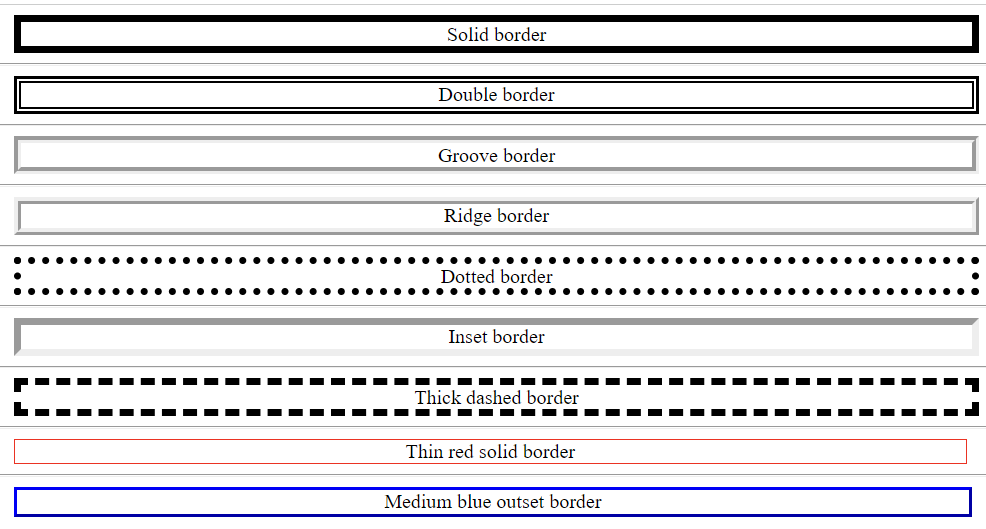 Solid border
Double border
Groove border
Ridge border
Dotted border
Inset border
Thick dashed border
Thin red solid border
Medium blue outset border